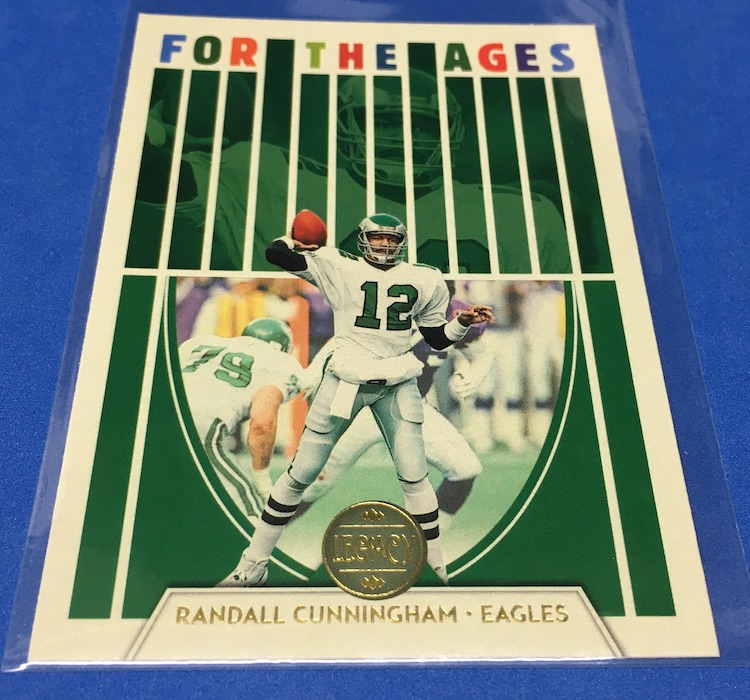 FOR THE AGES
12
79
LEGACY
RANDALL CUNNINGHAM · EAGLES